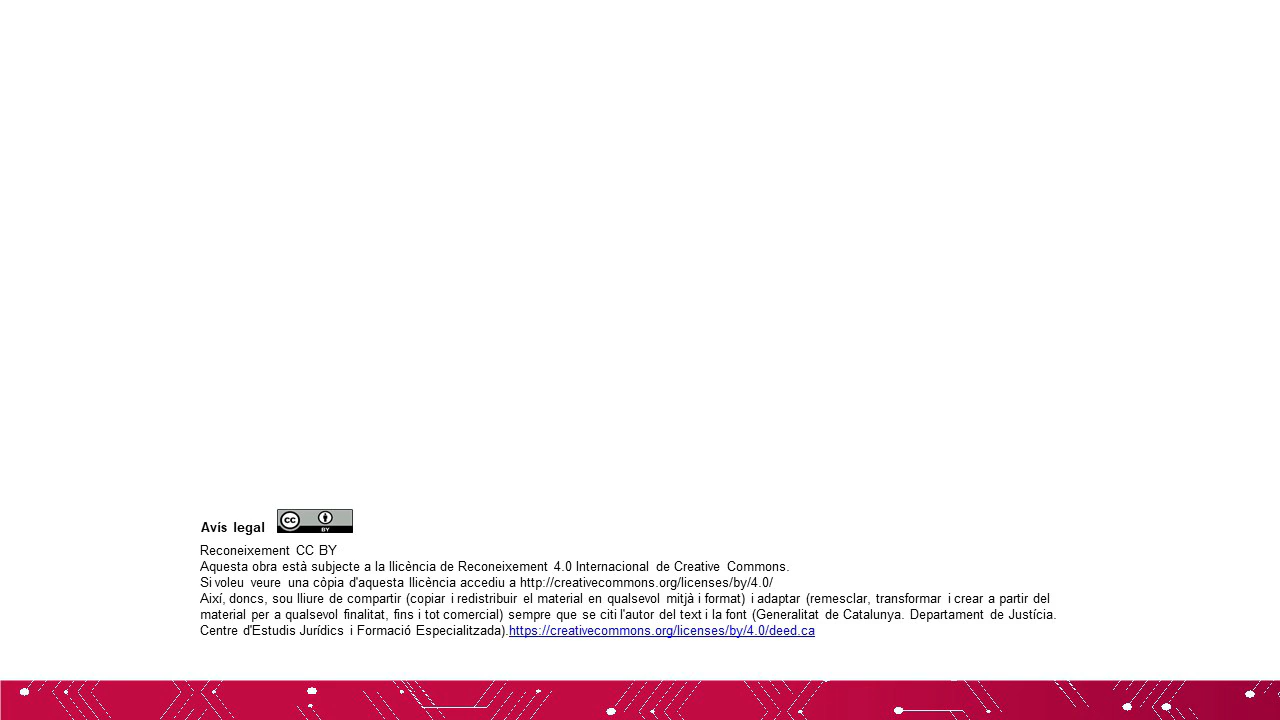 Avís legal
cc BY
Reconeixement CC BY
Aquesta obra està subjecte a la llicència de Reconeixement 4.0 Internacional de Creative Commons.
Si voleu veure una còpia d'aquesta llicència accediu a http://creativecommons.org/licenses/by/4.0/
Així, doncs, sou lliure de compartir (copiar i redistribuir el material en qualsevol mitjà i format) i adaptar (remesclar, transformar i crear a partir del
material per a qualsevol finalitat, fins i tot comercial) sempre que se citi l'autor del text i la font (Generalitat de Catalunya. Departament de Justícia.
Centre d'Estudis Jurídics i Formació Especialitzada).https://creativecommons.org/licenses/by/4.0/deed.ca